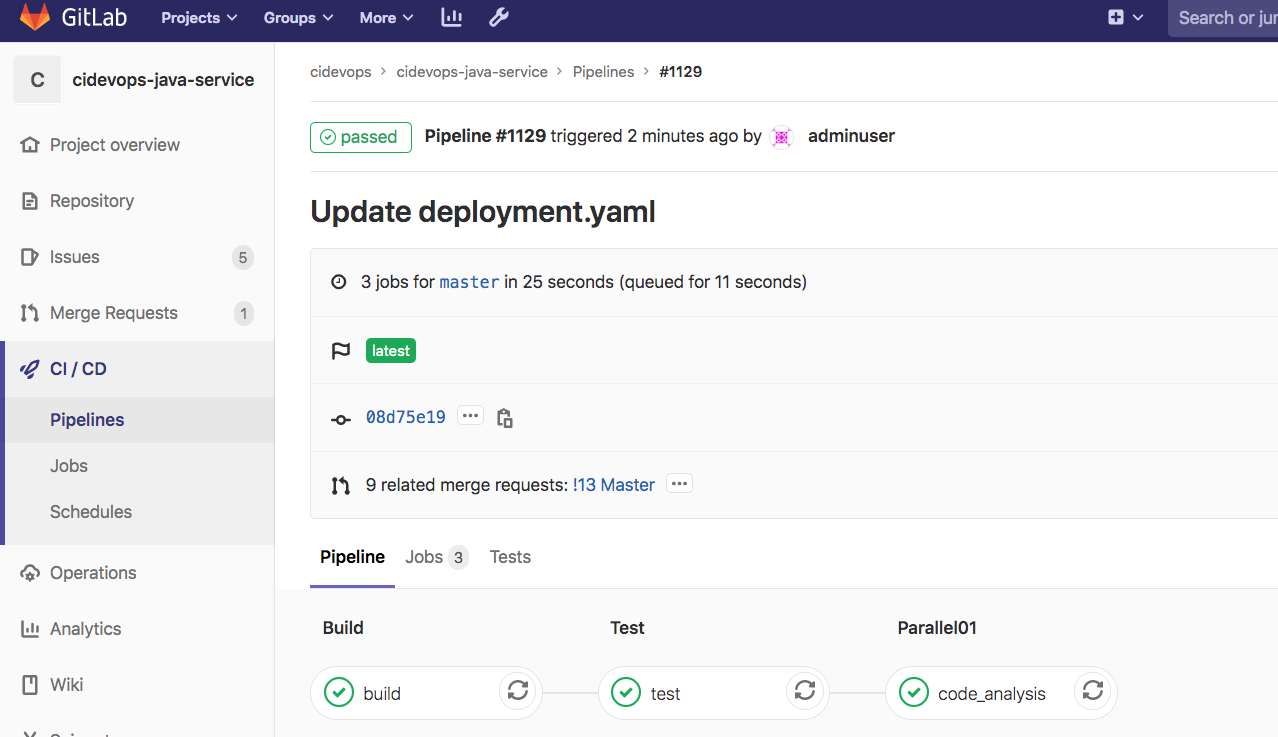 GitLab Projects Groups More Search or jum
C cidevops-java-service
Project overview
Repository
Issues 5
Merge Requests 1
CI / CD
Pipelines
Jobs
Schedules
Operations
Analytics
Wiki
cidevops > cidevops-java-service > Pipelines > #1129
passed Pipeline #1129 triggered 2 minutes ago by adminuser
Update deployment.yaml
3 jobs for master in 25 seconds (queued for 11 seconds)
latest
08d75e19 ...
9 related merge requests: !13 Master ...
Pipeline Jobs 3 Tests
Build Test Parallel01
build test code_analysis